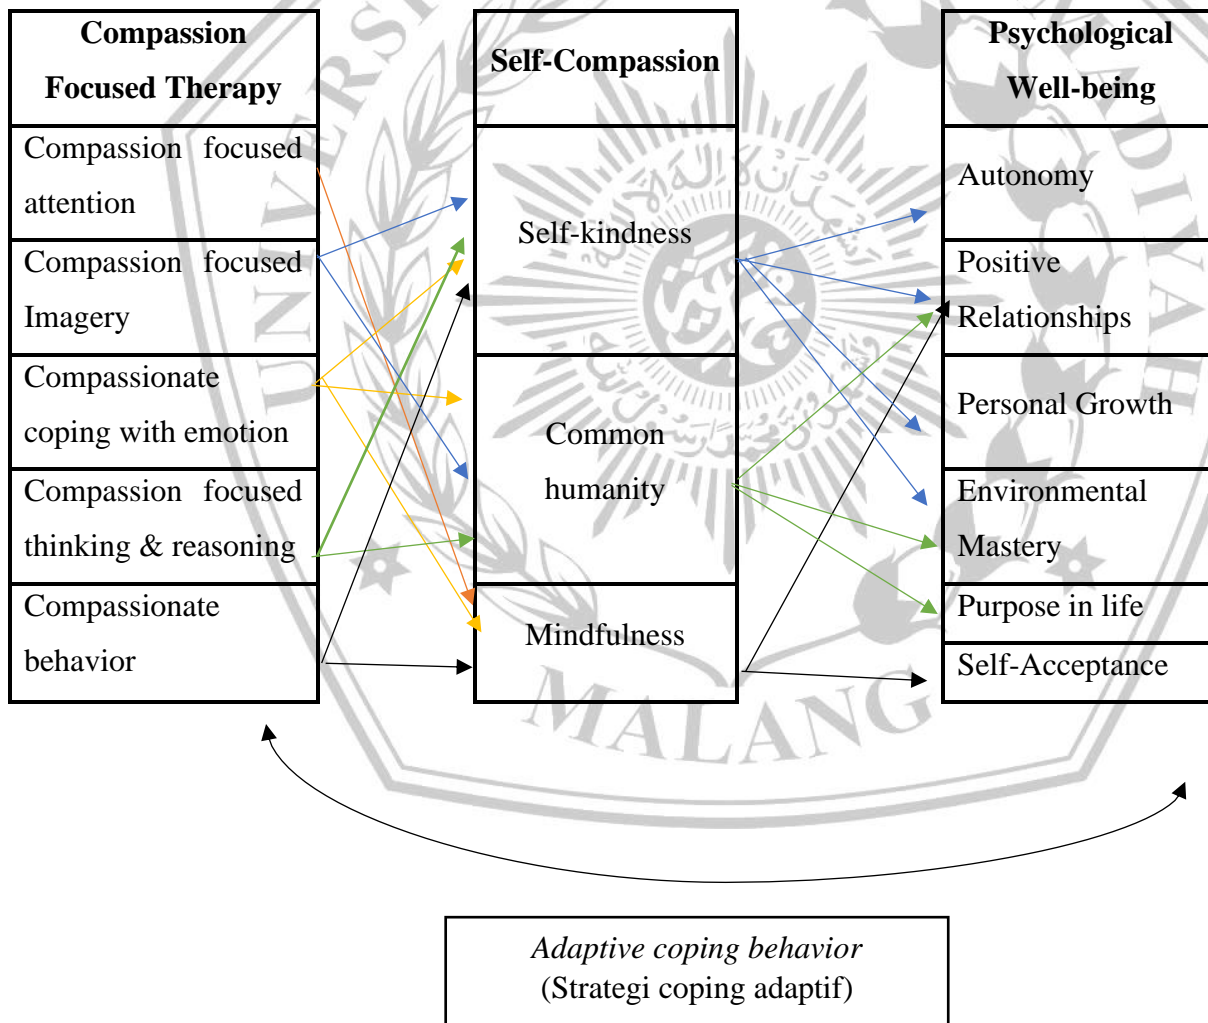 Compassion
Focused Therapy
Compassion focused
attention
Compassion focused
Imagery
Compassionate
coping with emotion
Compassion focused
thinking & reasoning
Compassionate
behavior
Self-Compassion
Self-kindness
Common
humanity
Mindfulness
Psychological
Well-being
Autonomy
Positive
Relationships
Personal Growth
Environmental
Mastery
Purpose in life
Self-Acceptance
MALANG
Adaptive coping behavior
(Strategi coping adaptif)